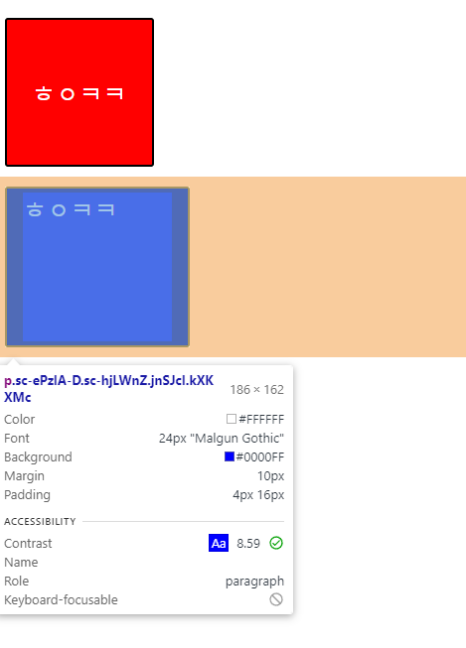 ㅎㅇㅋㅋ
ㅎㅇㅋㅋ
p.sc-ePzlA-D.sc-hjLWnZ.jnSJcl.kXK
XMc 186 × 162
Color #FFFFFF
Font 24px "Malgun Gothic"
Background #0000FF
Margin 10px
Padding 4px 16px
ACCESSIBILITY
Contrast Aa 8.59
Name
Role paragraph
Keyboard-focusable